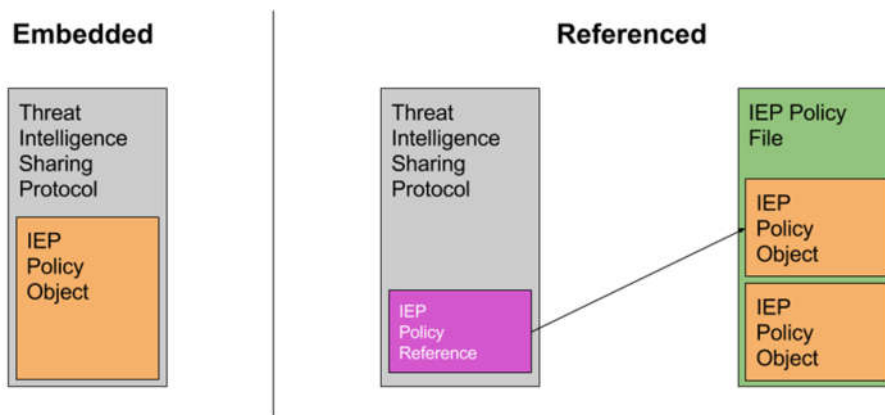 Embedded
Referenced
Threat
Intelligence
Sharing
Protocol
IEP
Policy
Object
Threat
Intelligence
Sharing
Protocol
IEP
Policy
Reference
IEP Policy
File
IEP
Policy
Object
IEP
Policy
Object